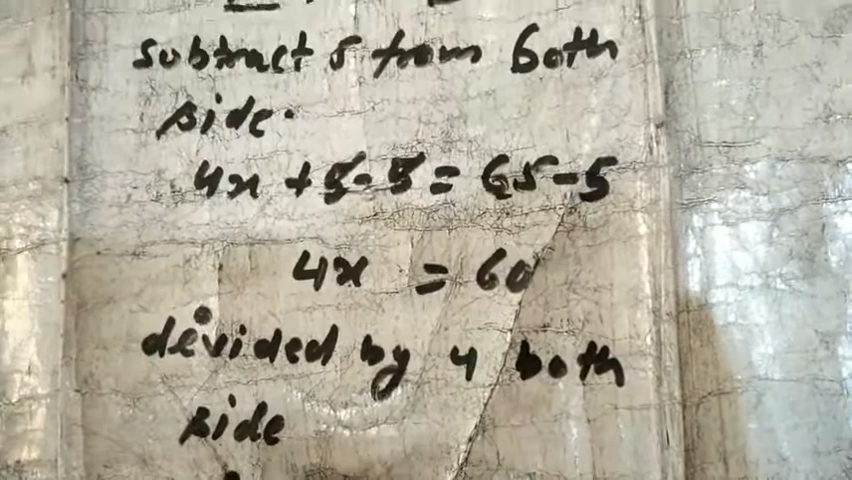 subtract 5 from both
side.
4x + 5 - 5 = 65 - 5
4x = 60
devided by 4 both
side